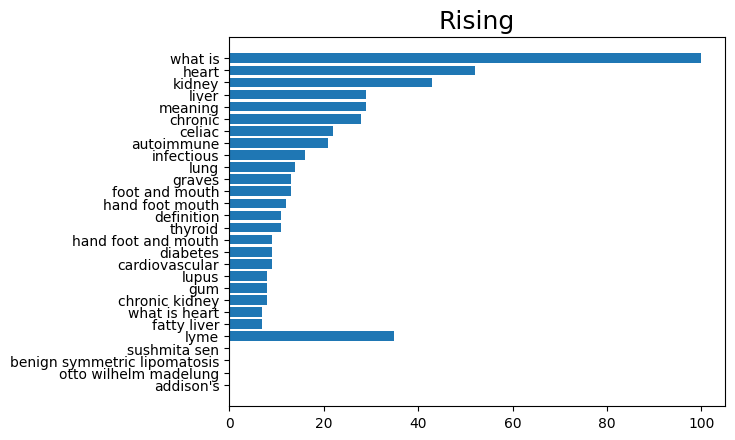 Rising
what is
heart
kidney
liver
meaning
chronic
celiac
autoimmune
infectious
lung
graves
foot and mouth
hand foot mouth
definition
thyroid
hand foot and mouth
diabetes
cardiovascular
lupus
gum
chronic kidney
what is heart
fatty liver
lyme
sushmita sen
benign symmetric lipomatosis
otto wilhelm madelung
addison's
0 20 40 60 80 100